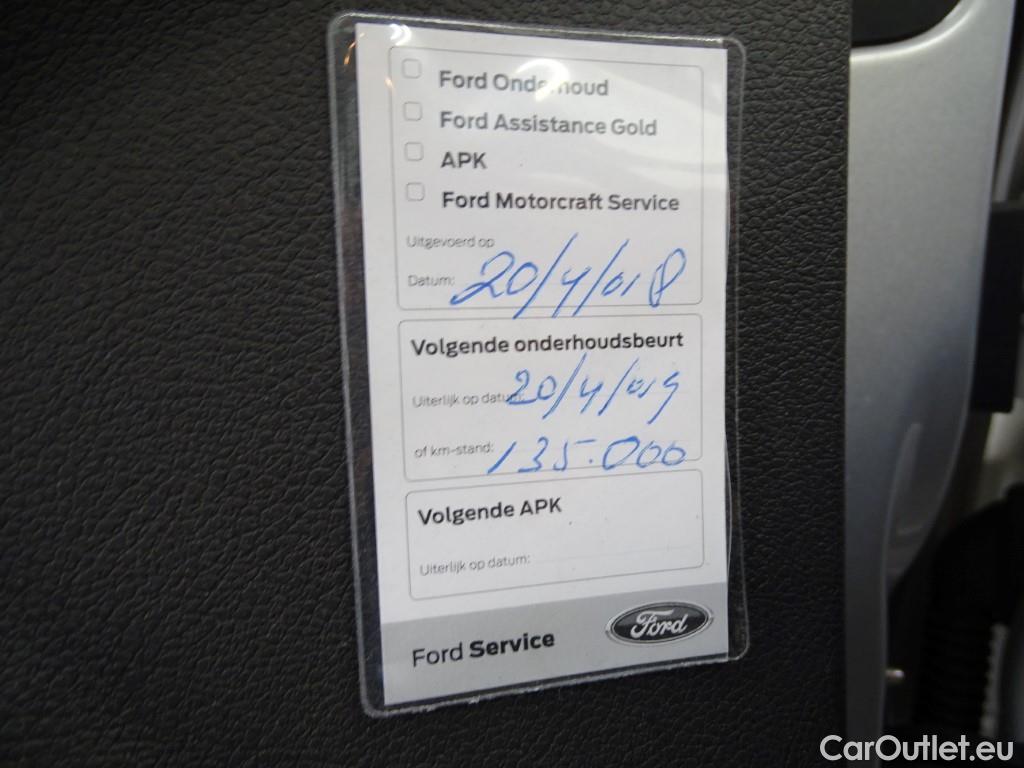 Ford Onderhoud
Ford Assistance Gold
APK
Ford Motorcraft Service
Uitgevoerd op
Datum: 20/4/018
Volgende onderhoudsbeurt
Uiterlijk op datum: 20/4/019
of km-stand: 135.000
Volgende APK
Uiterlijk op datum:
Ford Service
Ford
CarOutlet.eu